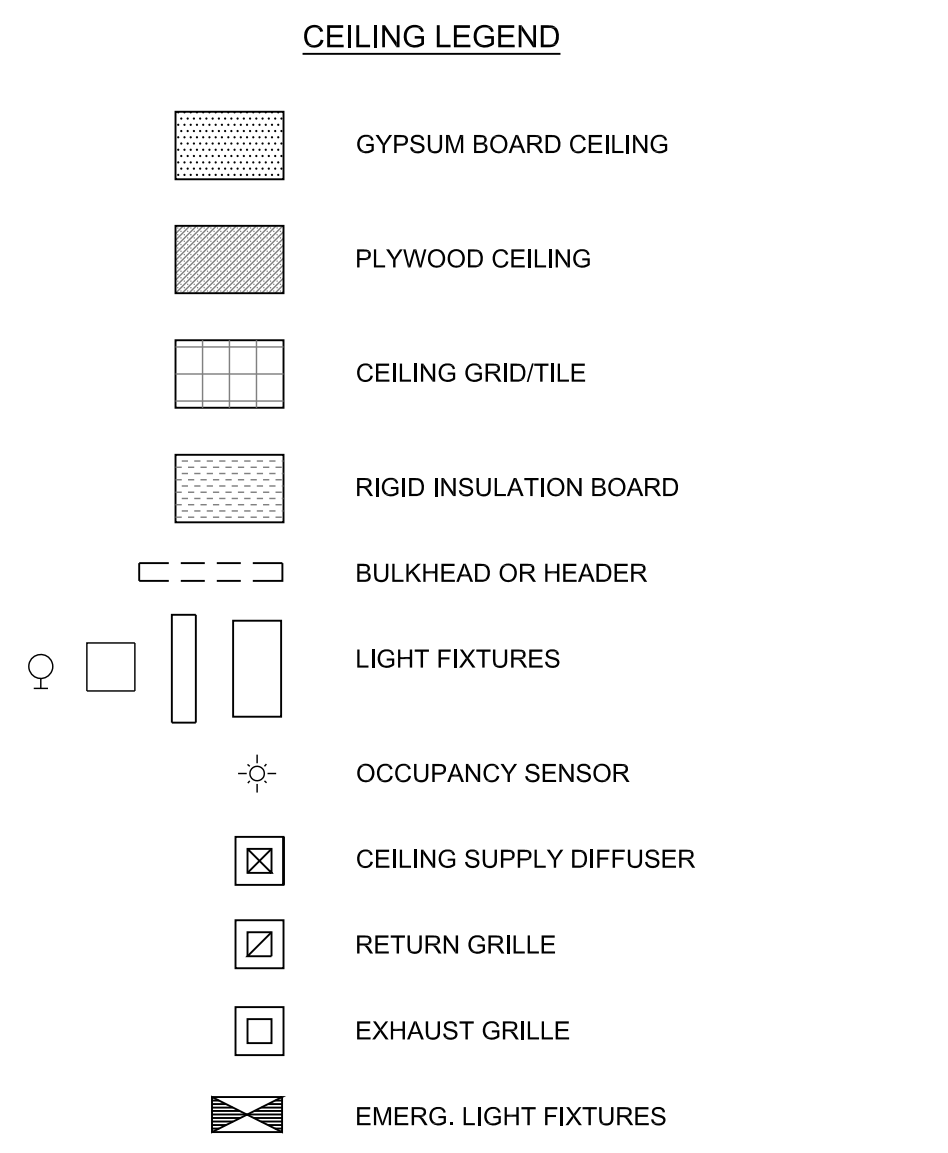 CEILING LEGEND
GYPSUM BOARD CEILING
PLYWOOD CEILING
CEILING GRID/TILE
RIGID INSULATION BOARD
BULKHEAD OR HEADER
LIGHT FIXTURES
OCCUPANCY SENSOR
CEILING SUPPLY DIFFUSER
RETURN GRILLE
EXHAUST GRILLE
EMERG. LIGHT FIXTURES